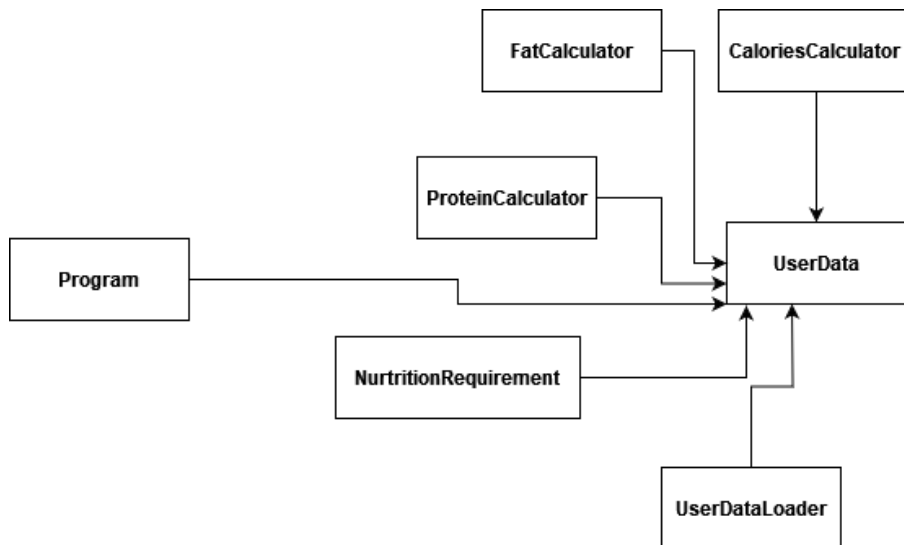 FatCalculator
CaloriesCalculator
ProteinCalculator
UserData
Program
NurtritionRequirement
UserDataLoader